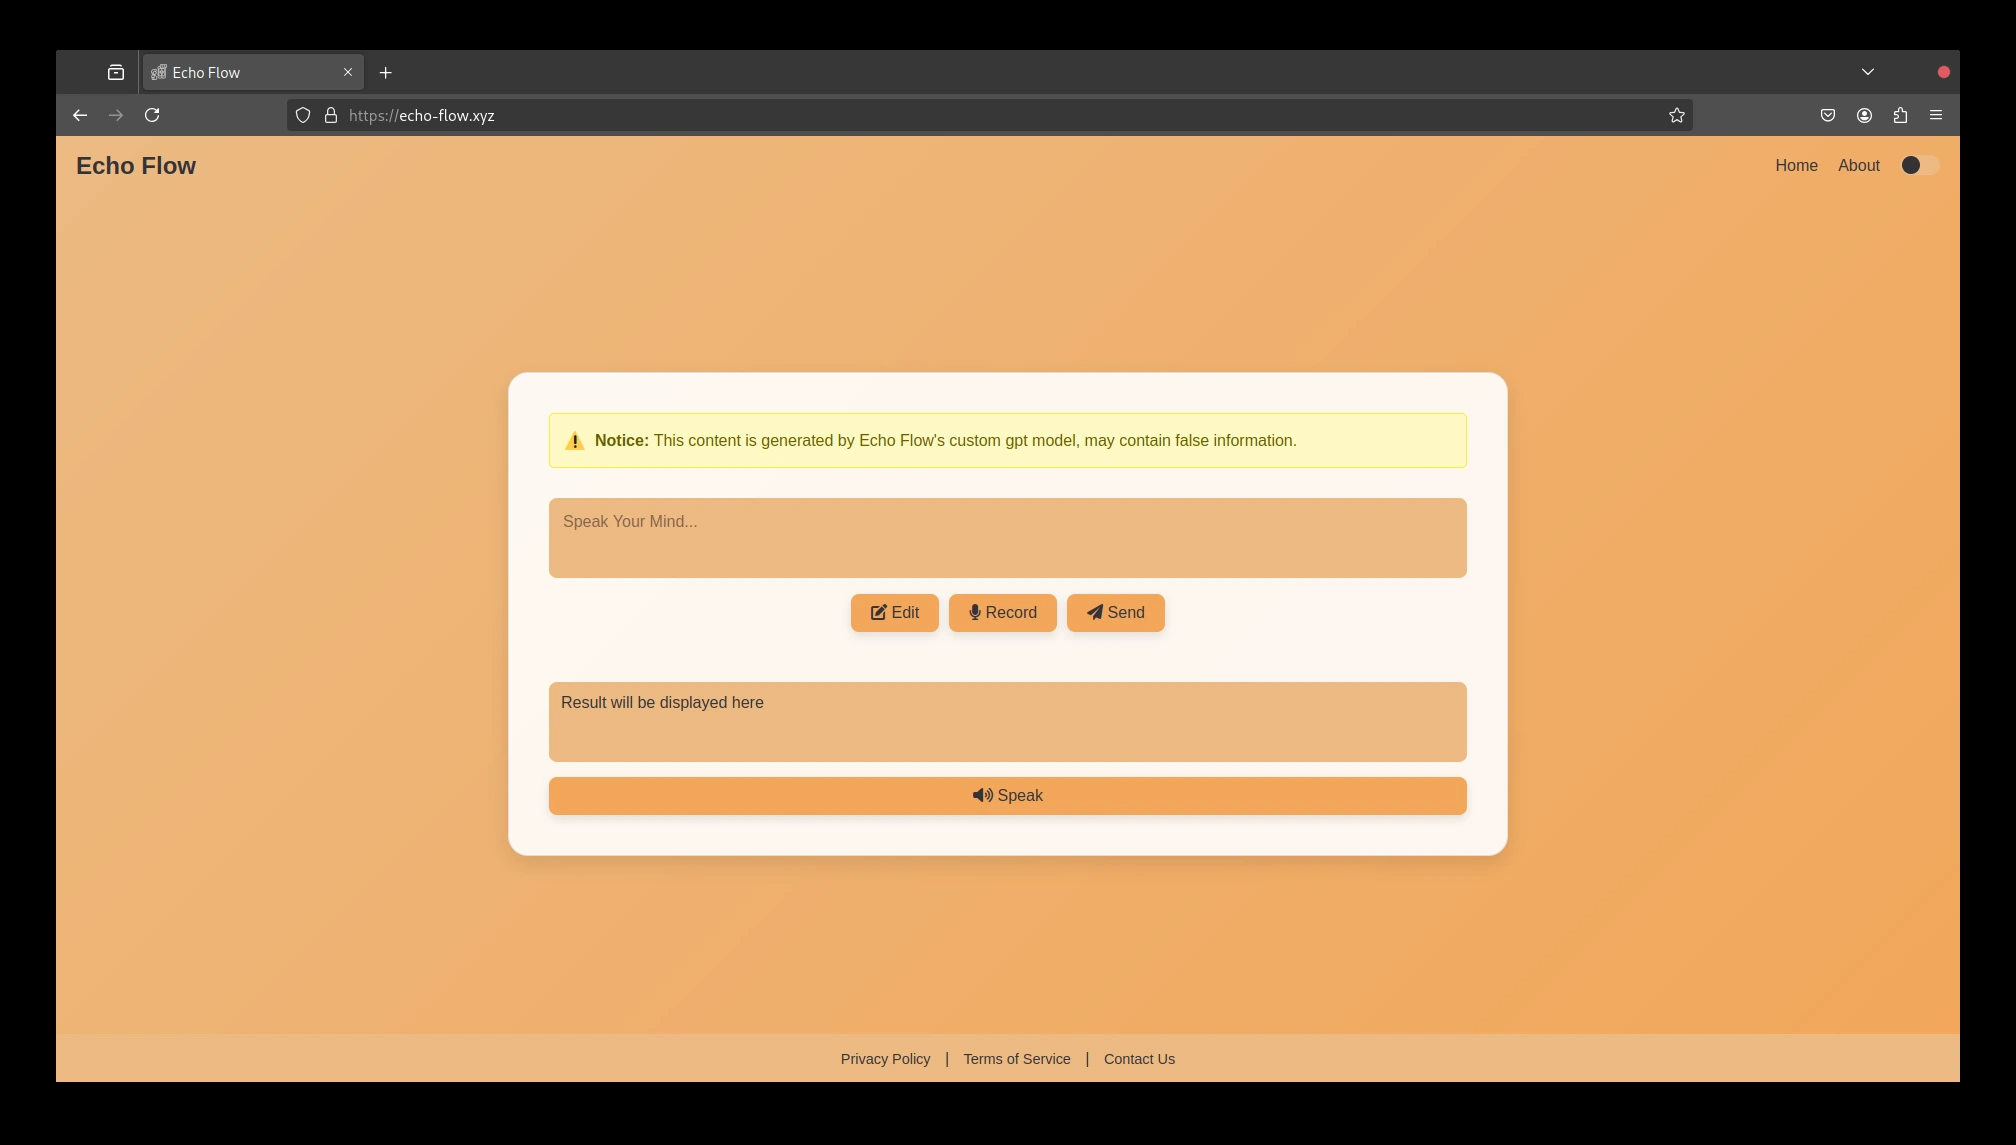 Echo Flow
https://echo-flow.xyz
Echo Flow
Home About
⚠ Notice: This content is generated by Echo Flow's custom gpt model, may contain false information.
Speak Your Mind...
Edit Record Send
Result will be displayed here
Speak
Privacy Policy | Terms of Service | Contact Us